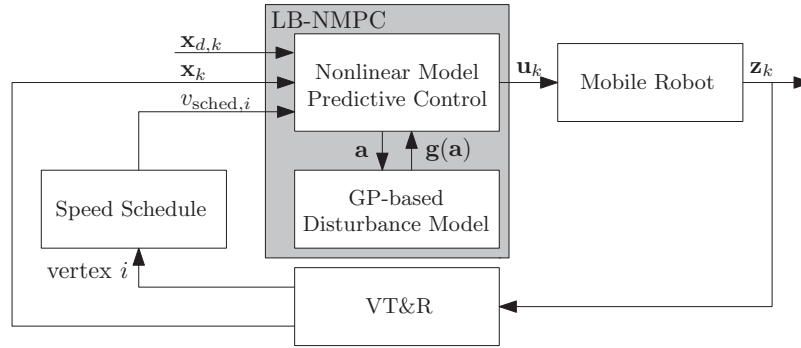 LB-NMPC
x_{d,k}
x_k
v_{sched,i}
Nonlinear Model
Predictive Control
u_k
Mobile Robot
z_k
a
g(a)
Speed Schedule
GP-based
Disturbance Model
vertex i
VT&R